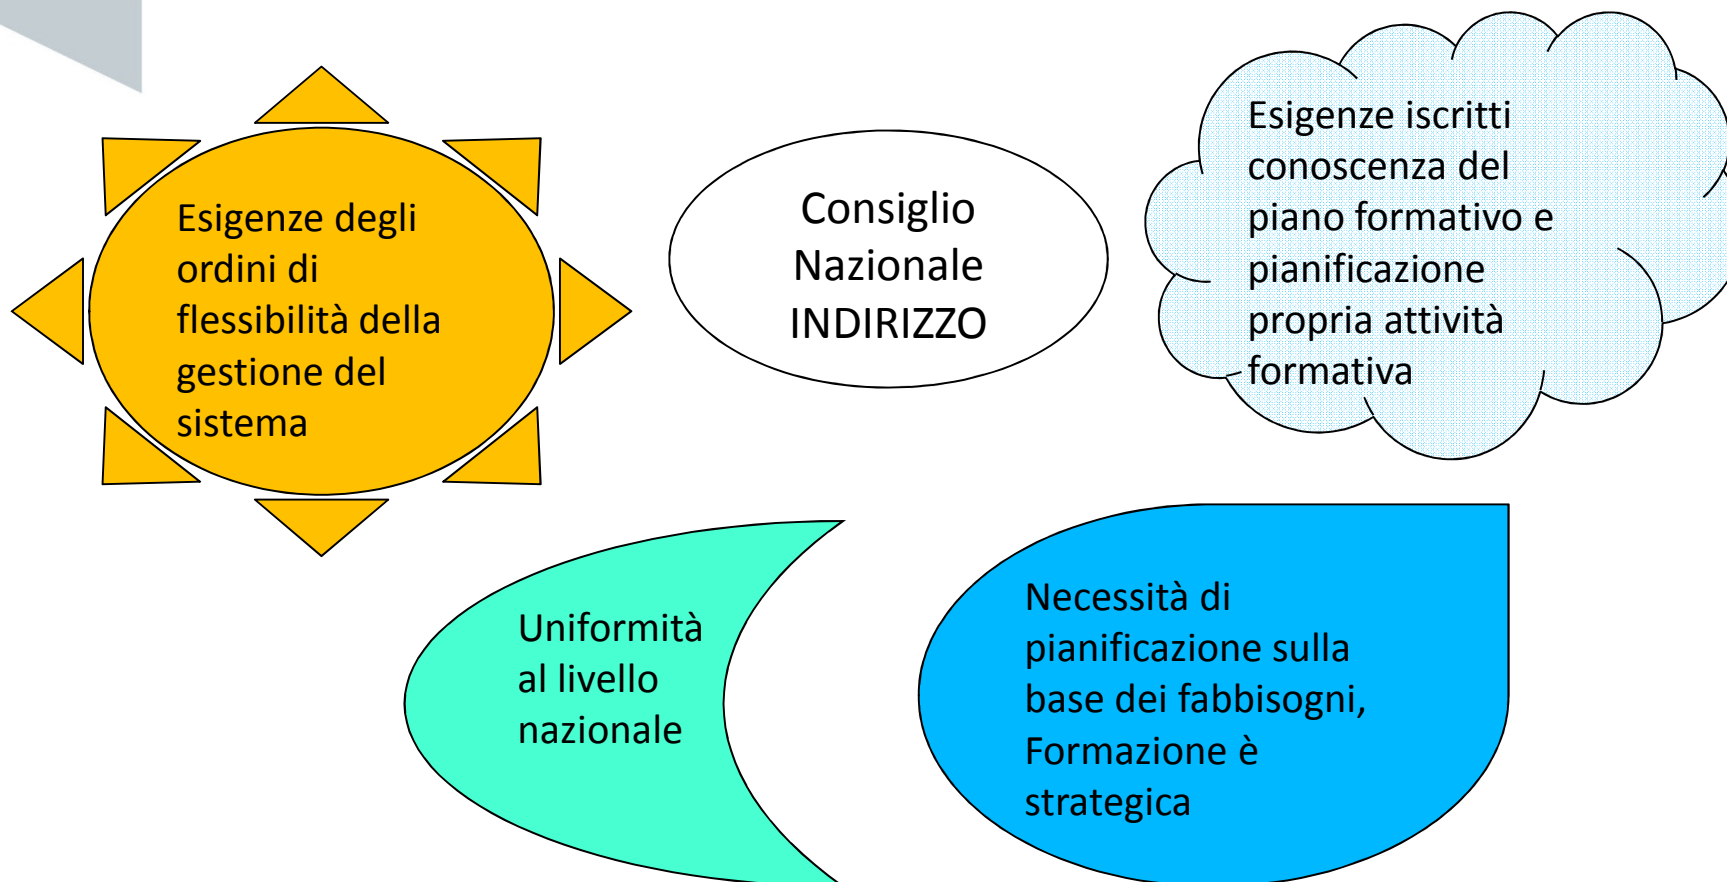 Esigenze degli
ordini di
flessibilità della
gestione del
sistema
Consiglio
Nazionale
INDIRIZZO
Esigenze iscritti
conoscenza del
piano formativo e
pianificazione
propria attività
formativa
Uniformità
al livello
nazionale
Necessità di
pianificazione sulla
base dei fabbisogni,
Formazione è
strategica